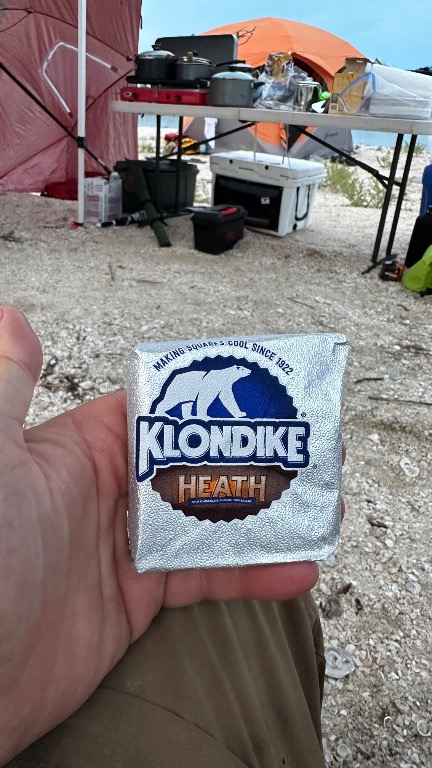 MAKING SQUARES COOL SINCE 1922
KLONDIKE
HEATH